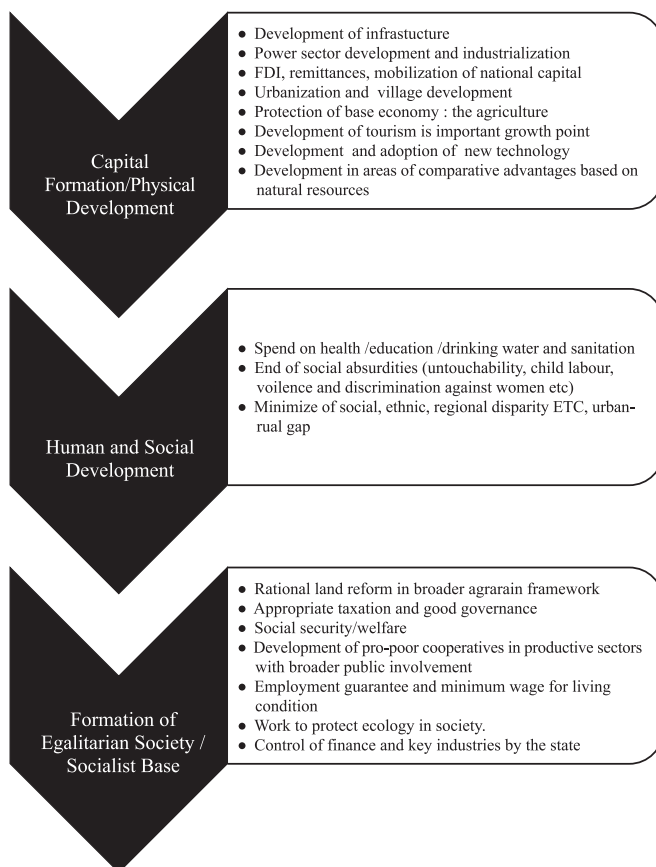 ● Development of infrastucture
● Power sector development and industrialization
● FDI, remittances, mobilization of national capital
● Urbanization and village development
● Protection of base economy : the agriculture
● Development of tourism is important growth point
● Development and adoption of new technology
● Development in areas of comparative advantages based on
natural resources
Capital
Formation/Physical
Development
● Spend on health /education /drinking water and sanitation
● End of social absurdities (untouchability, child labour,
voilence and discrimination against women etc)
● Minimize of social, ethnic, regional disparity ETC, urban-
rual gap
Human and Social
Development
● Rational land reform in broader agrarain framework
● Appropriate taxation and good governance
● Social security/welfare
● Development of pro-poor cooperatives in productive sectors
with broader public involvement
● Employment guarantee and minimum wage for living
condition
● Work to protect ecology in society.
● Control of finance and key industries by the state
Formation of
Egalitarian Society /
Socialist Base